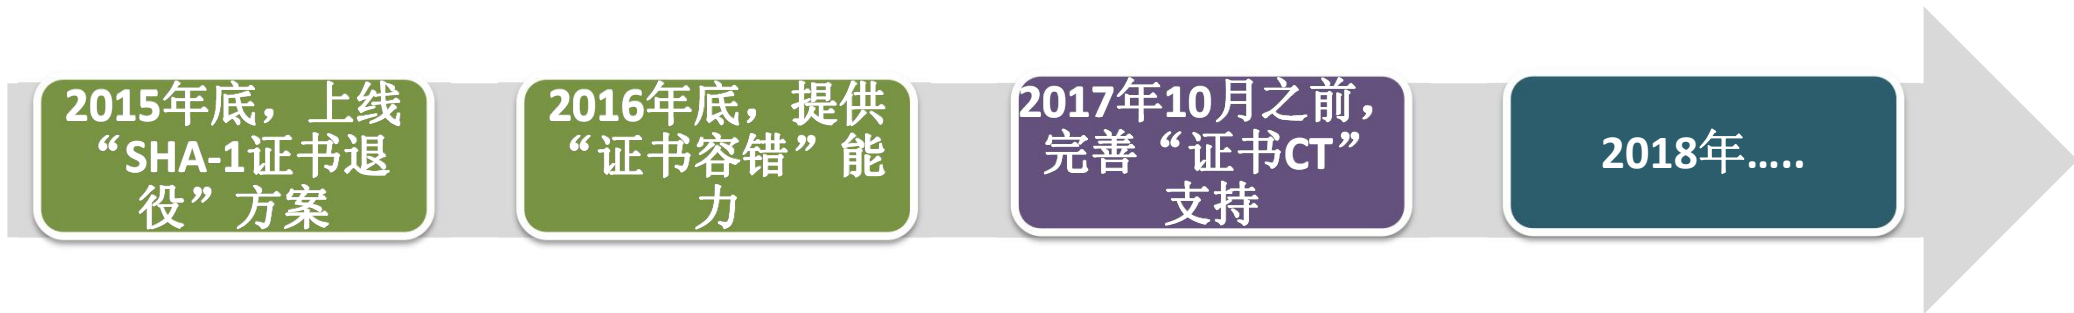 2015年底，上线
“SHA-1证书退
役”方案
2016年底，提供
“证书容错”能
力
2017年10月之前，
完善“证书CT”
支持
2018年…..